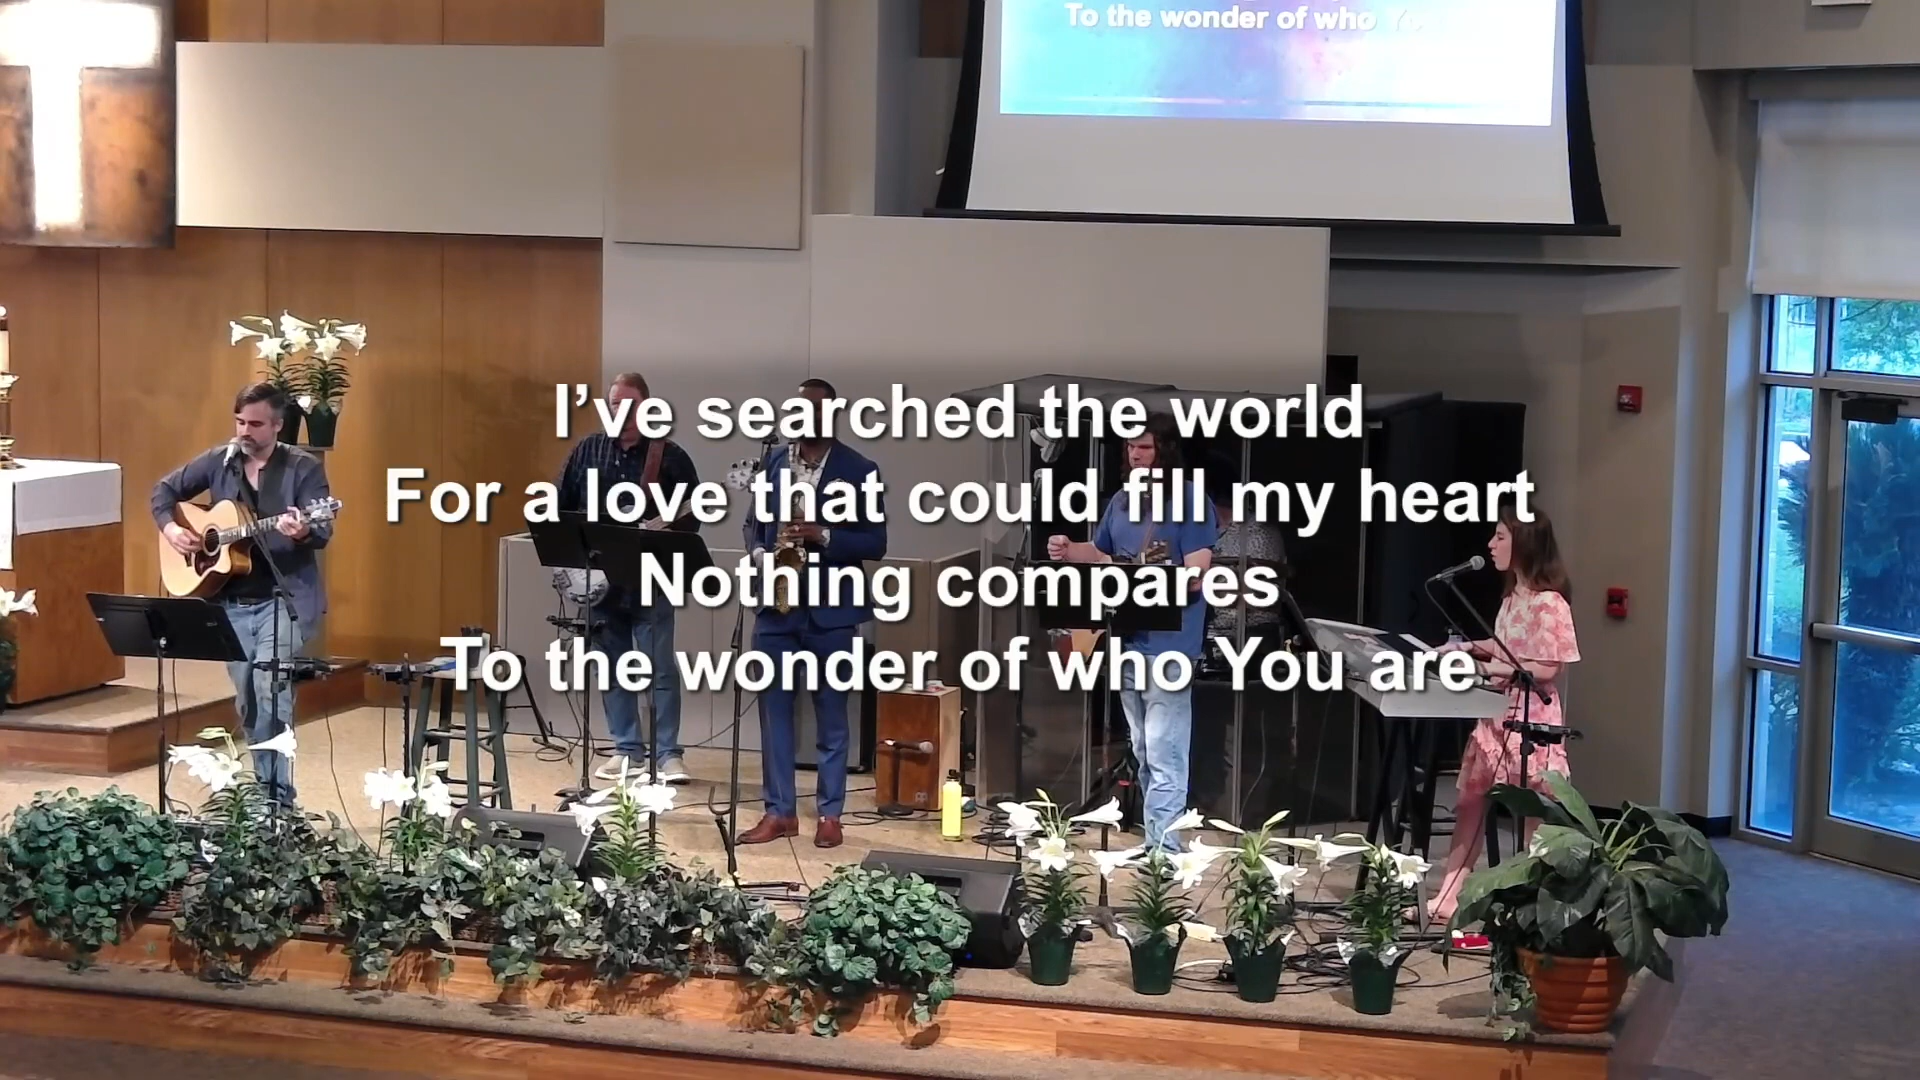 To the wonder of who
I’ve searched the world
For a love that could fill my heart
Nothing compares
To the wonder of who You are